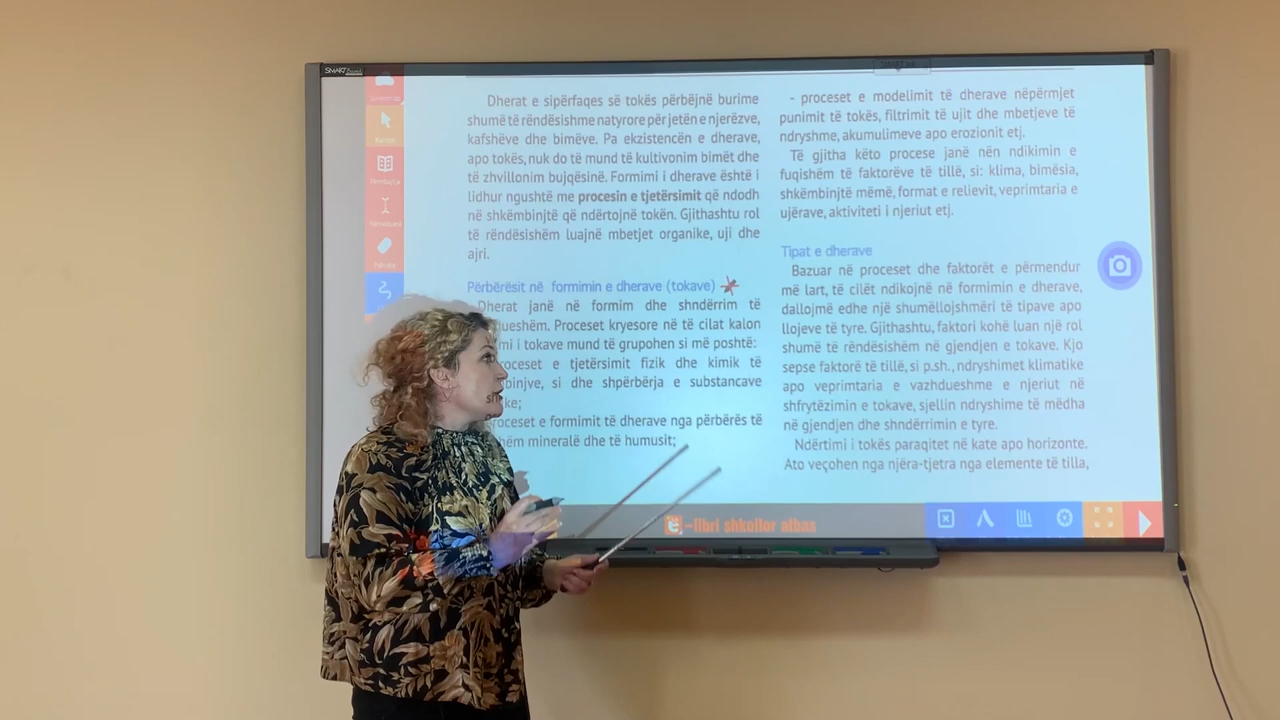 SMART Board
Dherat e sipërfaqes së tokës përbëjnë burime
shumë të rëndësishme natyrore për jetën e njerëzve,
kafshëve dhe bimëve. Pa ekzistencën e dherave,
apo tokës, nuk do të mund të kultivonim bimët dhe
të zhvillonim bujqësinë. Formimi i dherave është i
lidhur ngushtë me procesin e tjetërsimit që ndodh
në shkëmbinjtë që ndërtojnë tokën. Gjithashtu rol
të rëndësishëm luajnë mbetjet organike, uji dhe
ajri.
Përbërësit në formimin e dherave (tokave)
Dherat janë në formim dhe shndërrim të
dueshëm. Proceset kryesore në të cilat kalon
mi i tokave mund të grupohen si më poshtë:
roceset e tjetërsimit fizik dhe kimik të
binjve, si dhe shpërbërja e substancave
ke;
roceset e formimit të dherave nga përbërës të
hëm mineralë dhe të humusit;
- proceset e modelimit të dherave nëpërmjet
punimit të tokës, filtrimit të ujit dhe mbetjeve të
ndryshme, akumulimeve apo erozionit etj.
Të gjitha këto procese janë nën ndikimin e
fuqishëm të faktorëve të tillë, si: klima, bimësia,
shkëmbinjtë mëmë, format e relievit, veprimtaria e
ujërave, aktiviteti i njeriut etj.
Tipat e dherave
Bazuar në proceset dhe faktorët e përmendur
më lart, të cilët ndikojnë në formimin e dherave,
dallojmë edhe një shumëllojshmëri të tipave apo
llojeve të tyre. Gjithashtu, faktori kohë luan një rol
shumë të rëndësishëm në gjendjen e tokave. Kjo
sepse faktorë të tillë, si p.sh., ndryshimet klimatike
apo veprimtaria e vazhdueshme e njeriut në
shfrytëzimin e tokave, sjellin ndryshime të mëdha
në gjendjen dhe shndërrimin e tyre.
Ndërtimi i tokës paraqitet në kate apo horizonte.
Ato veçohen nga njëra-tjetra nga elemente të tilla,
e-libri shkollor albas